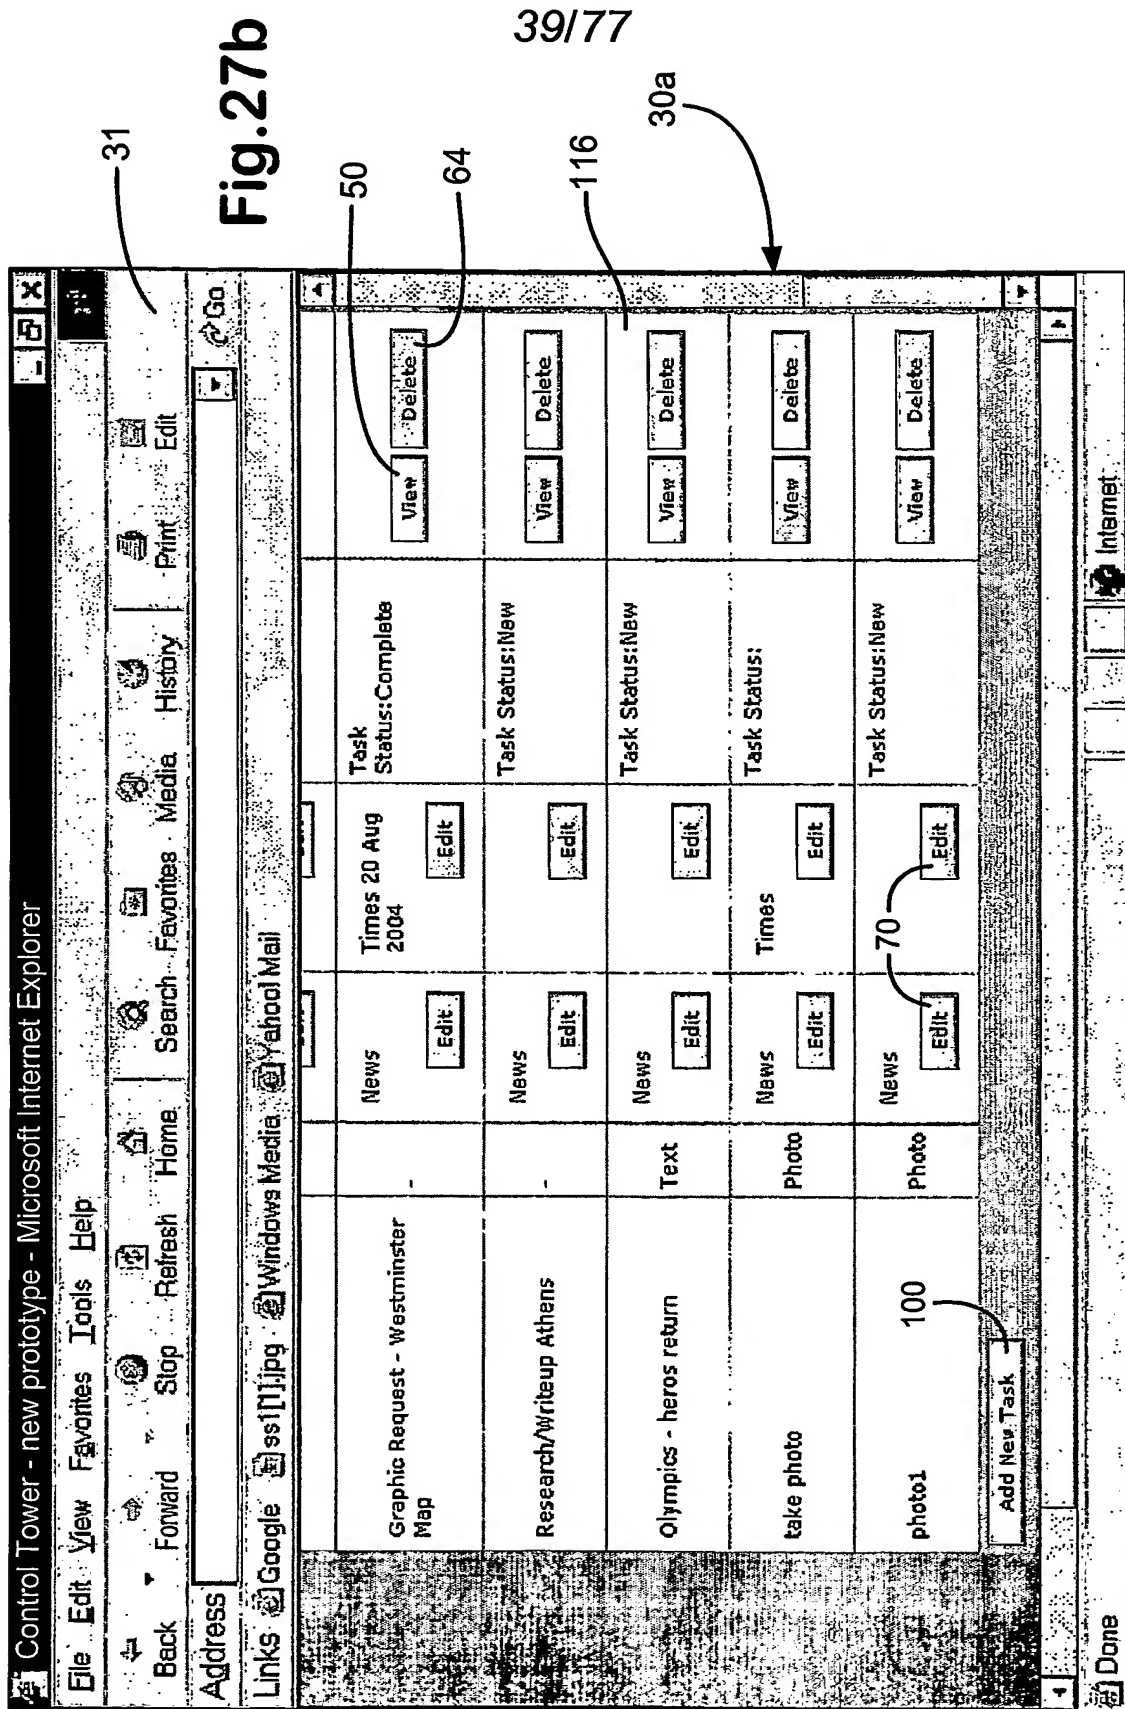 39/77
Fig.27b
Control Tower - new prototype - Microsoft Internet Explorer
File Edit View Favorites Tools Help
Back Forward Stop Refresh Home Search Favorites Media History Print Edit
31
Address Go
Links Google ss1[1].jpg Windows Media Yahool Mail
50
64
Graphic Request - Westminster Map - News Edit Times 20 Aug 2004 Edit Task Status:Complete View Delete
Research/Writeup Athens - News Edit Edit Task Status:New View Delete
116
Olympics - heros return Text News Edit Edit Task Status:New View Delete
30a
take photo Photo News Edit Times Edit Task Status: View Delete
70
photo1 Photo News Edit Edit Task Status:New View Delete
100
Add New Task
Done Internet